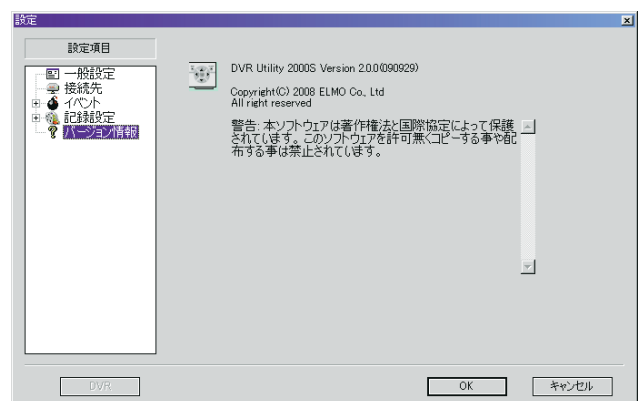 設定
設定項目
一般設定
接続先
イベント
記録設定
バージョン情報
DVR Utility 2000S Version 2.0.0(090929)
Copyright(C) 2008 ELMO Co., Ltd
All right reserved
警告: 本ソフトウェアは著作権法と国際協定によって保護
されています。このソフトウェアを許可無くコピーする事や配
布する事は禁止されています。
DVR
OK
キャンセル